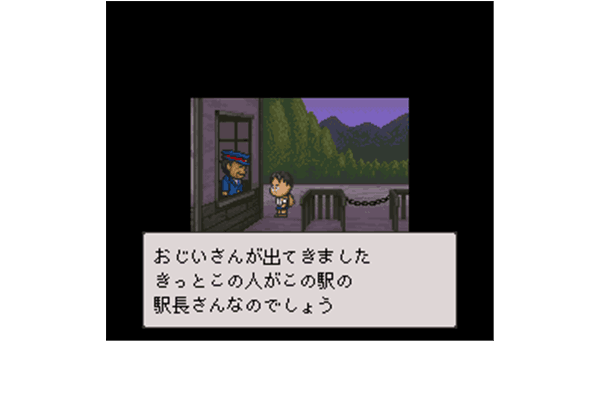 おじいさんが出てきました
きっとこの人がこの駅の
駅長さんなのでしょう